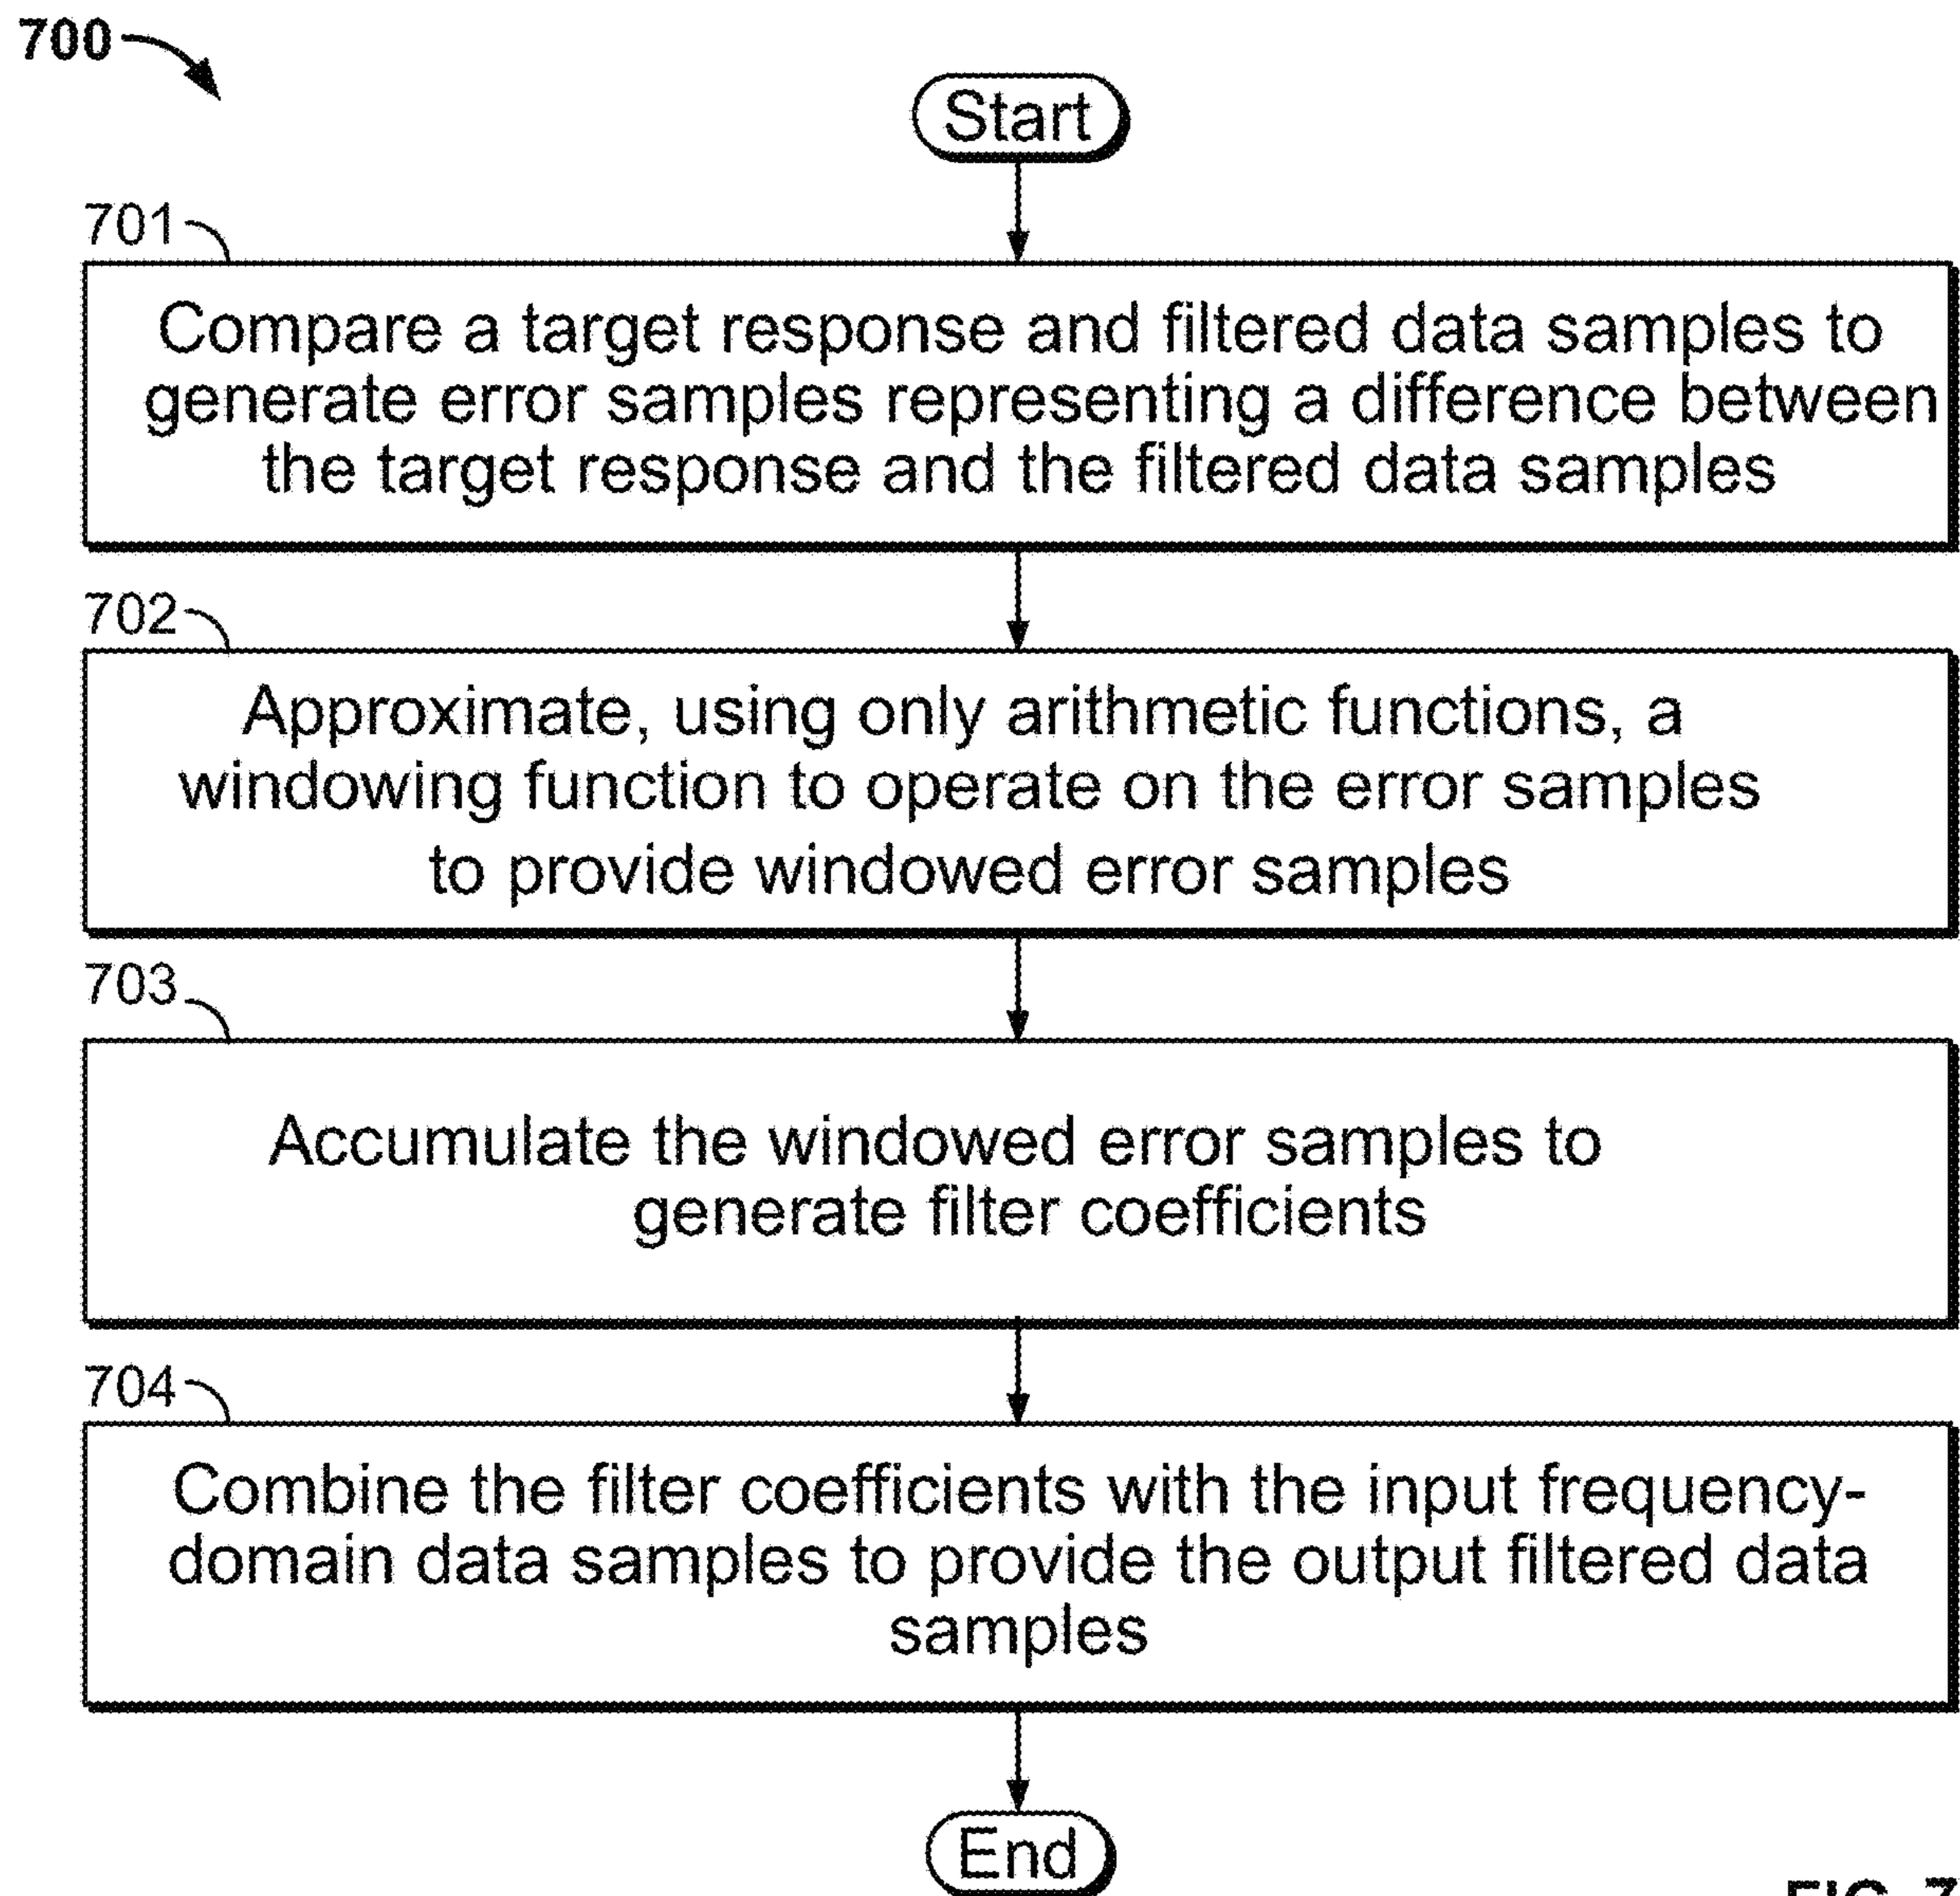 700
Start
701
Compare a target response and filtered data samples to
generate error samples representing a difference between
the target response and the filtered data samples
702
Approximate, using only arithmetic functions, a
windowing function to operate on the error samples
to provide windowed error samples
703
Accumulate the windowed error samples to
generate filter coefficients
704
Combine the filter coefficients with the input frequency-
domain data samples to provide the output filtered data
samples
End
FIG. 7